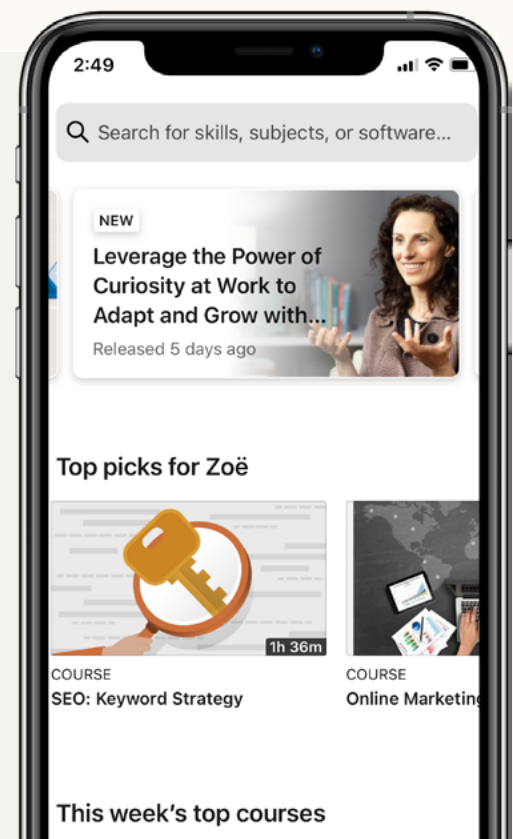 2:49
Search for skills, subjects, or software...
NEW
Leverage the Power of
Curiosity at Work to
Adapt and Grow with...
Released 5 days ago
Top picks for Zoë
1h 36m
COURSE
SEO: Keyword Strategy
COURSE
Online Marketing
This week's top courses